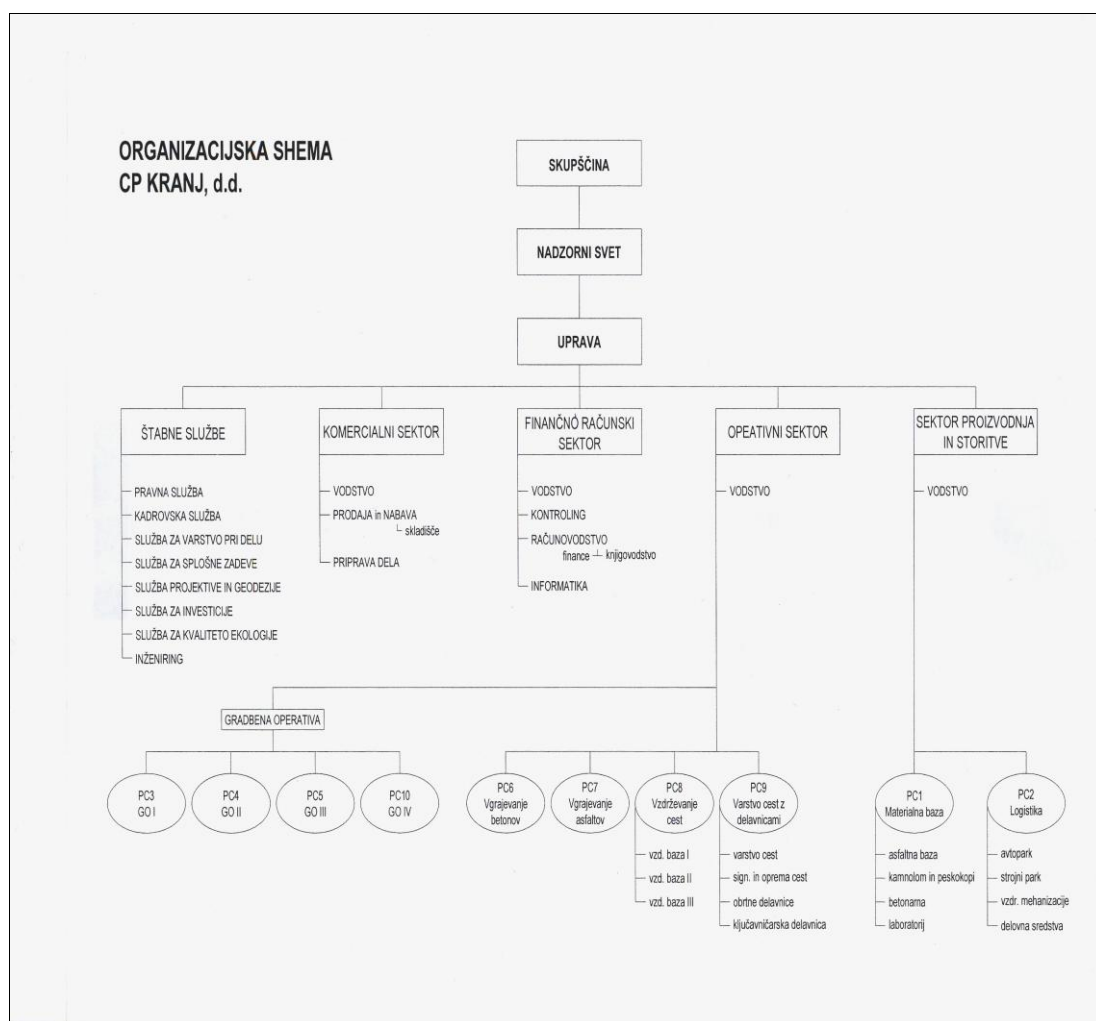 ORGANIZACIJSKA SHEMA
CP KRANJ, d.d.
SKUPŠČINA
NADZORNI SVET
UPRAVA
ŠTABNE SLUŽBE
PRAVNA SLUŽBA
KADROVSKA SLUŽBA
SLUŽBA ZA VARSTVO PRI DELU
SLUŽBA ZA SPLOŠNE ZADEVE
SLUŽBA PROJEKTIVE IN GEODEZIJE
SLUŽBA ZA INVESTICIJE
SLUŽBA ZA KVALITETO EKOLOGIJE
INŽENIRING
KOMERCIALNI SEKTOR
VODSTVO
PRODAJA in NABAVA
skladišče
PRIPRAVA DELA
FINANČNO RAČUNSKI
SEKTOR
VODSTVO
KONTROLING
RAČUNOVODSTVO
finance knjigovodstvo
INFORMATIKA
OPEATIVNI SEKTOR
VODSTVO
SEKTOR PROIZVODNJA
IN STORITVE
VODSTVO
GRADBENA OPERATIVA
PC3
GO I
PC4
GO II
PC5
GO III
PC10
GO IV
PC6
Vgrajevanje
betonov
PC7
Vgrajevanje
asfaltov
PC8
Vzdrževanje
cest
vzd. baza I
vzd. baza II
vzd. baza III
PC9
Varstvo cest z
delavnicami
varstvo cest
sign. in oprema cest
obrtne delavnice
ključavničarska delavnica
PC1
Materialna baza
asfaltna baza
kamnolom in peskokopi
betonarna
laboratorij
PC2
Logistika
avtopark
strojni park
vzdr. mehanizacije
delovna sredstva